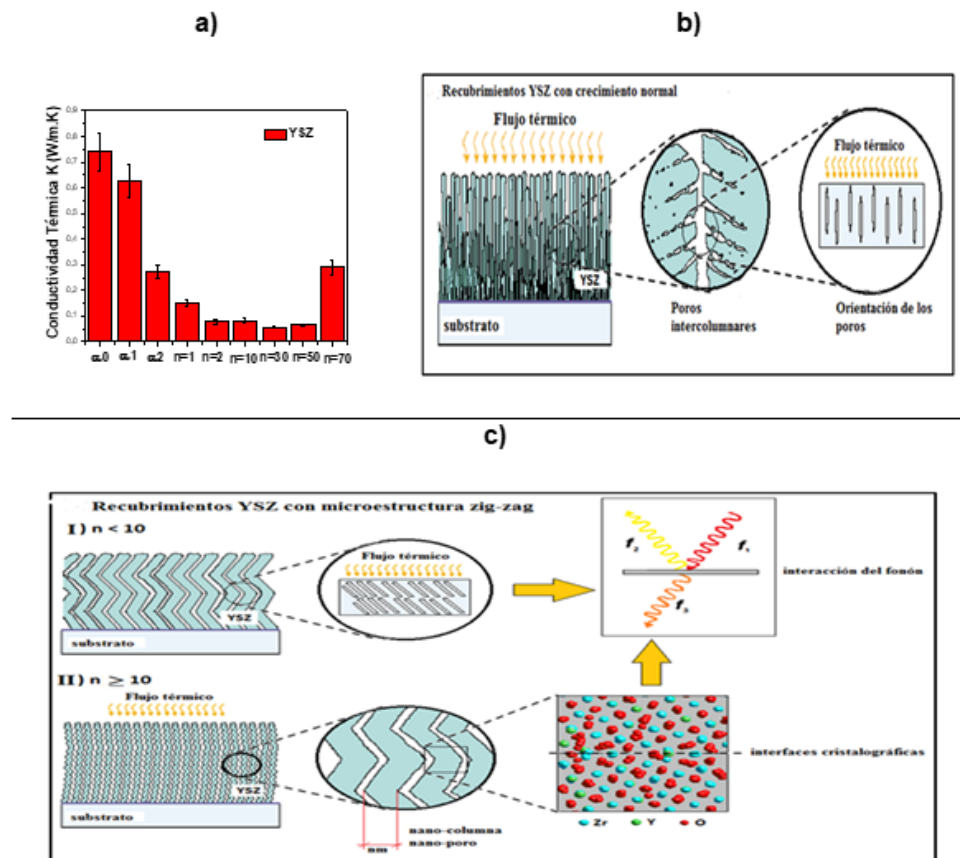 a)
b)
Conductividad Térmica K (W/m.K)
0,9
0,8
0,7
0,6
0,5
0,4
0,3
0,2
0,1
0,0
YSZ
α0 α1 α2 n=1 n=2 n=10 n=30 n=50 n=70
Recubrimientos YSZ con crecimiento normal
Flujo térmico
Flujo térmico
YSZ
substrato
Poros
intercolumnares
Orientación de los
poros
c)
Recubrimientos YSZ con microestructura zig-zag
I) n < 10
Flujo térmico
YSZ
substrato
f2
f1
f3
interacción del fonón
II) n ≥ 10
Flujo térmico
YSZ
substrato
nm
nano-columna
nano-poro
interfaces cristalográficas
Zr Y O